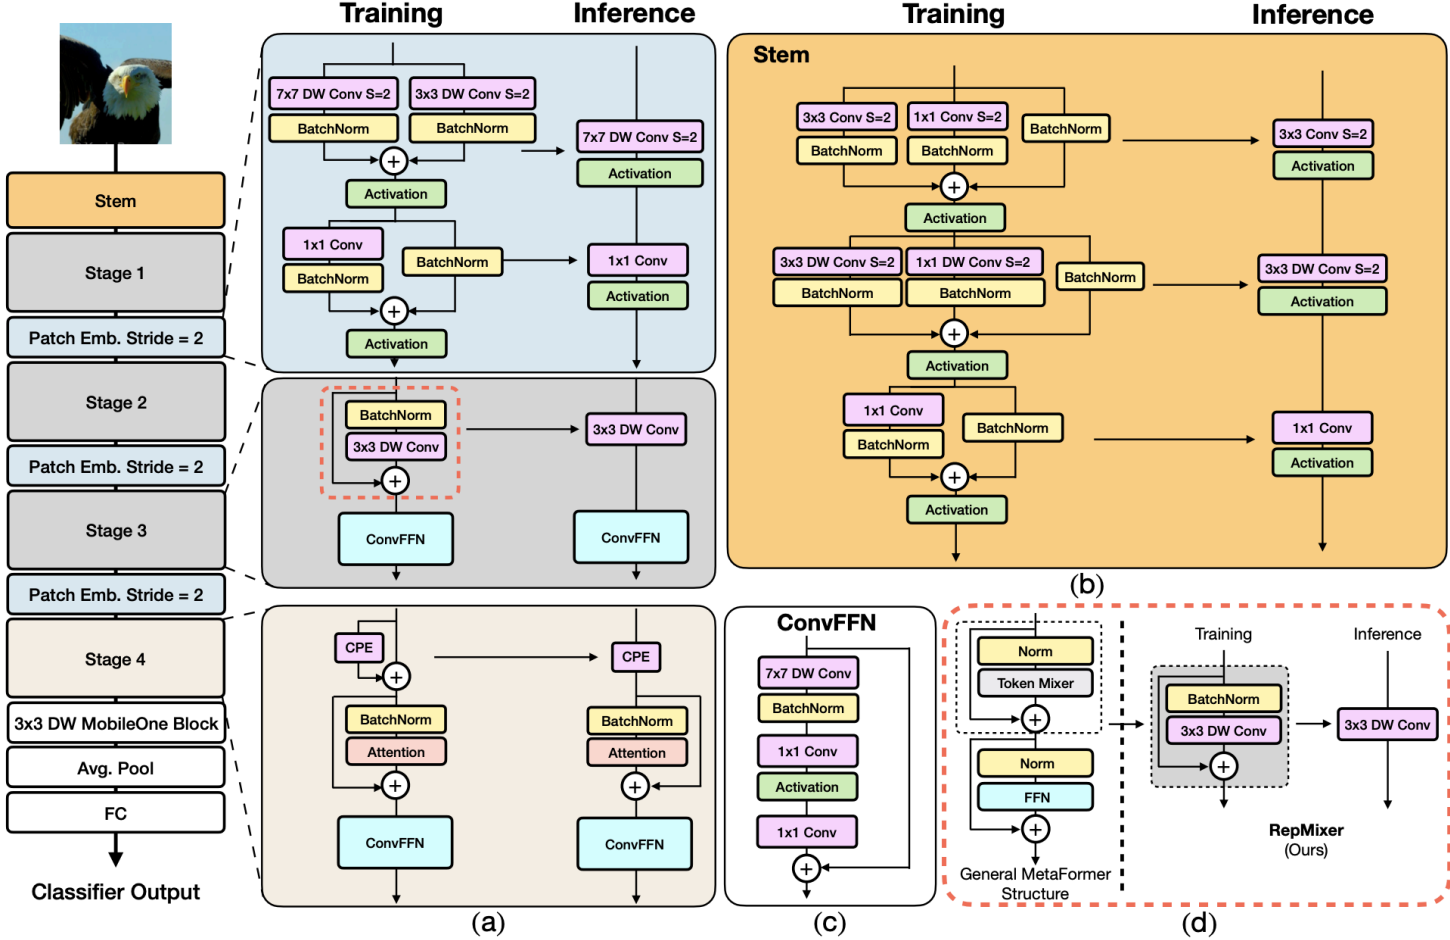 Training
Inference
Training
Inference
Stem
Stage 1
Patch Emb. Stride = 2
Stage 2
Patch Emb. Stride = 2
Stage 3
Patch Emb. Stride = 2
Stage 4
3x3 DW MobileOne Block
Avg. Pool
FC
Classifier Output
7x7 DW Conv S=2
3x3 DW Conv S=2
BatchNorm
BatchNorm
+
Activation
1x1 Conv
BatchNorm
BatchNorm
+
Activation
7x7 DW Conv S=2
Activation
1x1 Conv
Activation
BatchNorm
3x3 DW Conv
+
ConvFFN
3x3 DW Conv
ConvFFN
CPE
+
BatchNorm
Attention
+
ConvFFN
CPE
BatchNorm
Attention
+
ConvFFN
(a)
Stem
3x3 Conv S=2
1x1 Conv S=2
BatchNorm
BatchNorm
BatchNorm
+
Activation
3x3 DW Conv S=2
1x1 DW Conv S=2
BatchNorm
BatchNorm
BatchNorm
+
Activation
1x1 Conv
BatchNorm
BatchNorm
+
Activation
3x3 Conv S=2
Activation
3x3 DW Conv S=2
Activation
1x1 Conv
Activation
(b)
ConvFFN
7x7 DW Conv
BatchNorm
1x1 Conv
Activation
1x1 Conv
+
(c)
Norm
Token Mixer
+
Norm
FFN
+
General MetaFormer
Structure
Training
BatchNorm
3x3 DW Conv
+
Inference
3x3 DW Conv
RepMixer
(Ours)
(d)